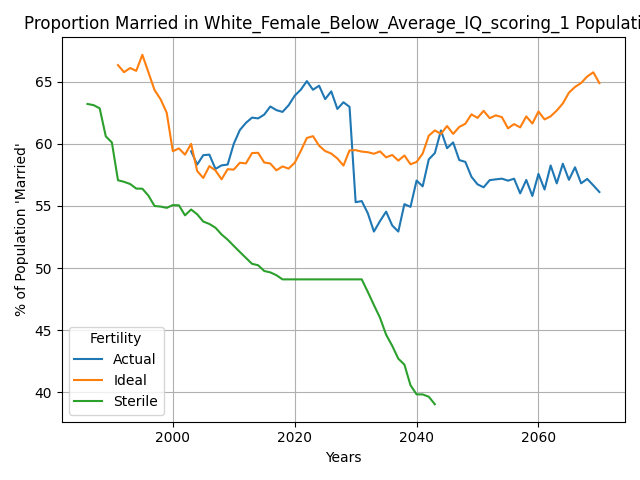 Proportion Married in White_Female_Below_Average_IQ_scoring_1 Populati
% of Population 'Married'
65
60
55
50
45
40
Fertility
Actual
Ideal
Sterile
2000 2020 2040 2060
Years